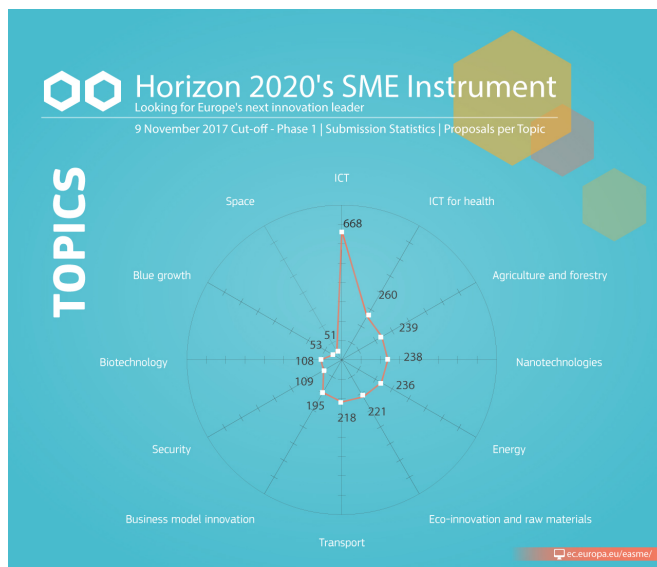 Horizon 2020's SME Instrument
Looking for Europe's next innovation leader
9 November 2017 Cut-off - Phase 1 | Submission Statistics | Proposals per Topic
TOPICS
ICT
Space
ICT for health
668
Blue growth
Agriculture and forestry
260
239
51
53
Biotechnology
108
238
Nanotechnologies
109
236
195
221
218
Security
Energy
Business model innovation
Eco-innovation and raw materials
Transport
ec.europa.eu/easme/